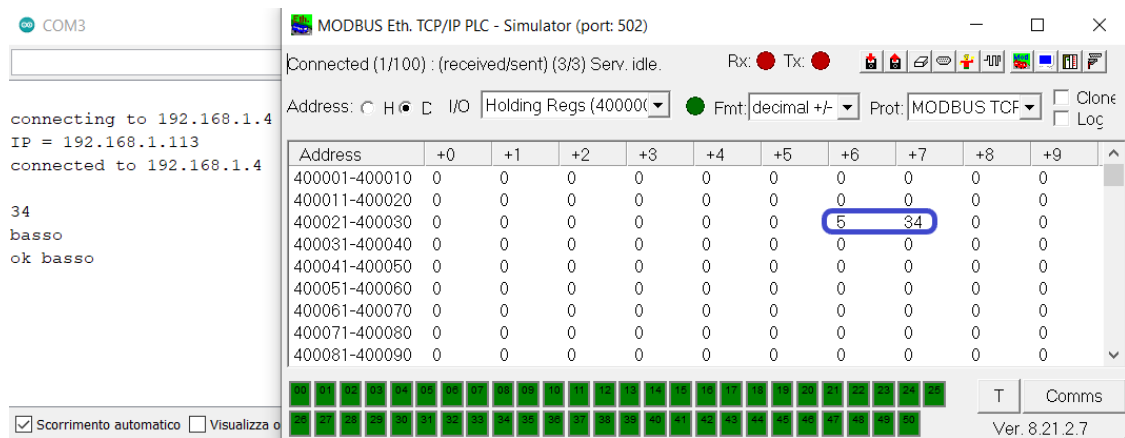 COM3
connecting to 192.168.1.4
IP = 192.168.1.113
connected to 192.168.1.4
34
basso
ok basso
Scorrimento automatico Visualizza o
MODBUS Eth. TCP/IP PLC - Simulator (port: 502)
Connected (1/100) : (received/sent) (3/3) Serv. idle. Rx: Tx:
Address: H D I/O Holding Regs (40000( Fmt: decimal +/- Prot: MODBUS TCF Clone
Log
Address +0 +1 +2 +3 +4 +5 +6 +7 +8 +9
400001-400010 0 0 0 0 0 0 0 0 0 0
400011-400020 0 0 0 0 0 0 0 0 0 0
400021-400030 0 0 0 0 0 0 5 34 0 0
400031-400040 0 0 0 0 0 0 0 0 0 0
400041-400050 0 0 0 0 0 0 0 0 0 0
400051-400060 0 0 0 0 0 0 0 0 0 0
400061-400070 0 0 0 0 0 0 0 0 0 0
400071-400080 0 0 0 0 0 0 0 0 0 0
400081-400090 0 0 0 0 0 0 0 0 0 0
00 01 02 03 04 05 06 07 08 09 10 11 12 13 14 15 16 17 18 19 20 21 22 23 24 25
T Comms
26 27 28 29 30 31 32 33 34 35 36 37 38 39 40 41 42 43 44 45 46 47 48 49 50
Ver. 8.21.2.7